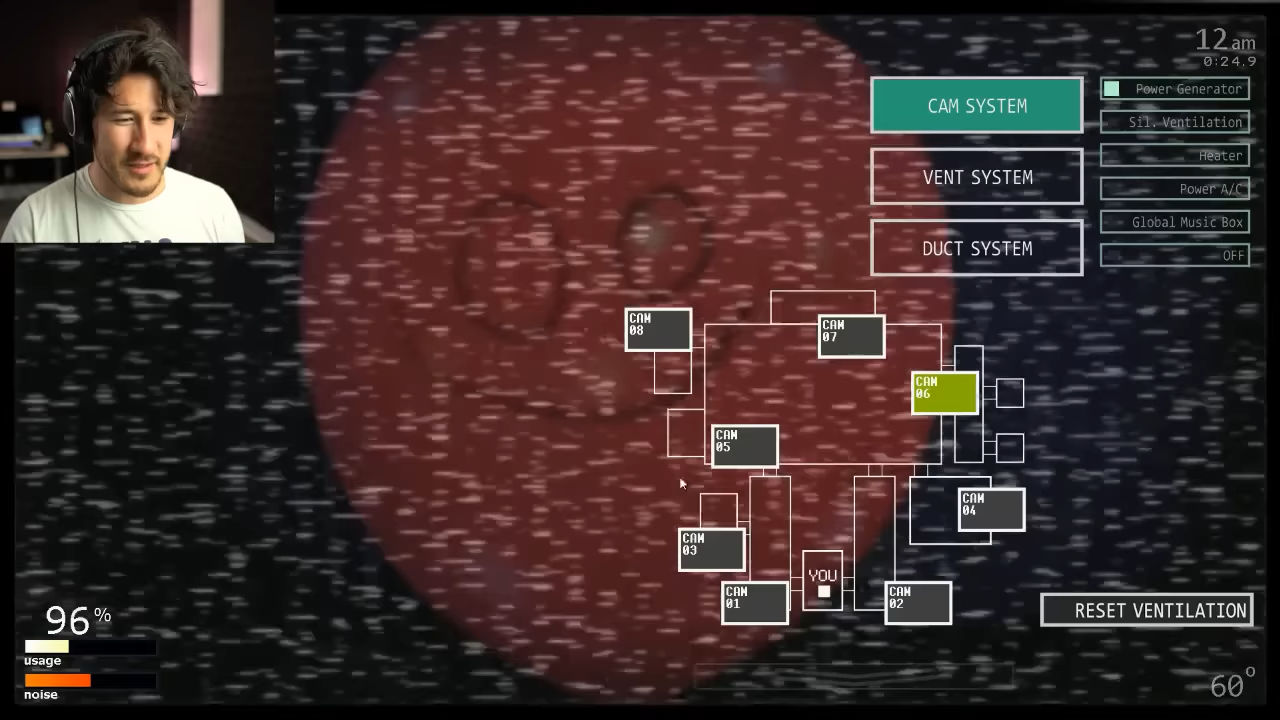 12 am
0:24.9
CAM SYSTEM
Power Generator
Sil. Ventilation
Heater
VENT SYSTEM
Power A/C
Global Music Box
DUCT SYSTEM
OFF
CAM
08
CAM
07
CAM
06
CAM
05
CAM
04
CAM
03
YOU
CAM
01
CAM
02
RESET VENTILATION
96%
usage
noise
60°